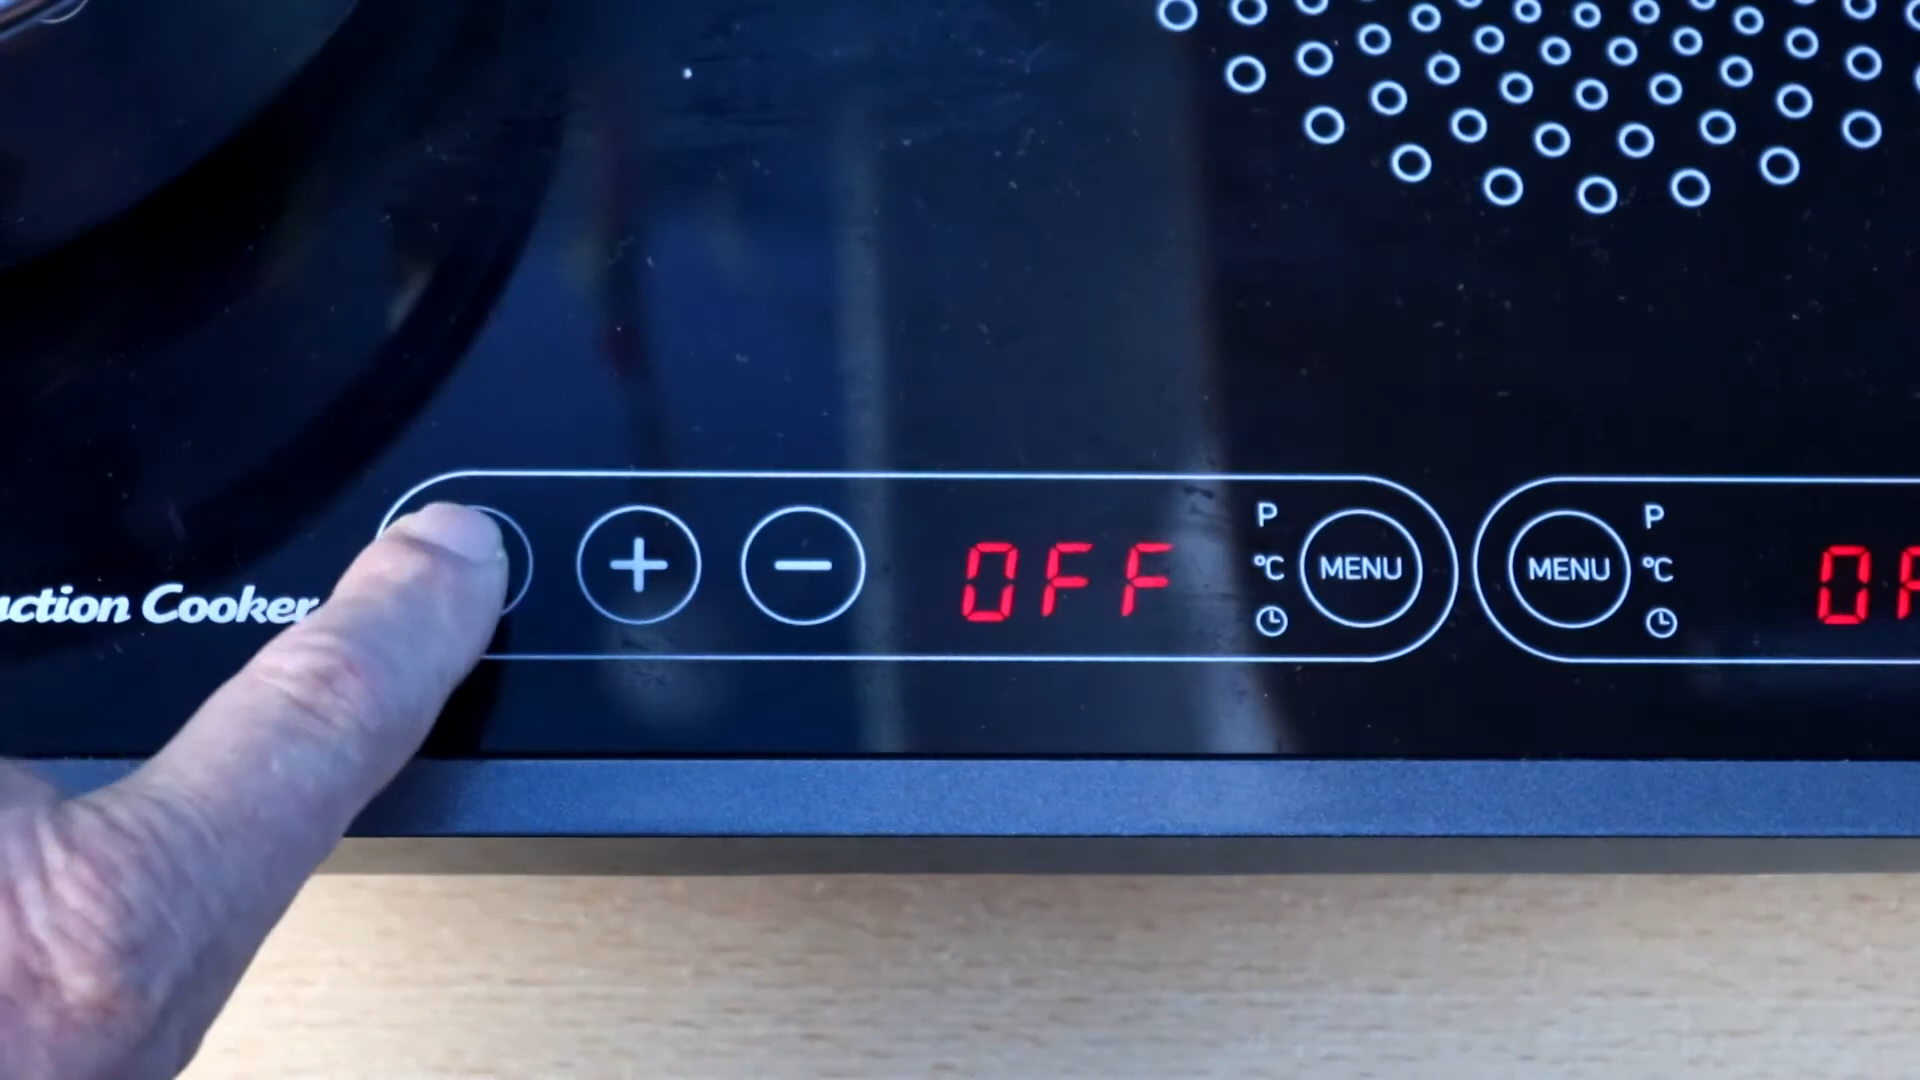 OFF
P
°C
MENU
MENU
P
°C
uction Cooker